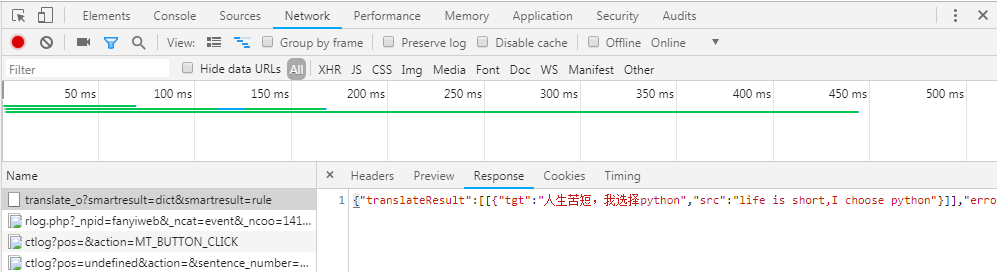 Elements Console Sources Network Performance Memory Application Security Audits
View: Group by frame Preserve log Disable cache Offline Online
Filter Hide data URLs All XHR JS CSS Img Media Font Doc WS Manifest Other
50 ms 100 ms 150 ms 200 ms 250 ms 300 ms 350 ms 400 ms 450 ms 500 ms
Name × Headers Preview Response Cookies Timing
translate_o?smartresult=dict&smartresult=rule
1 {"translateResult":[[{"tgt":"人生苦短，我选择python","src":"life is short,I choose python"}]],"erro
rlog.php?_npid=fanyiweb&_ncat=event&_ncoo=141...
ctlog?pos=&action=MT_BUTTON_CLICK
ctlog?pos=undefined&action=&sentence_number=...